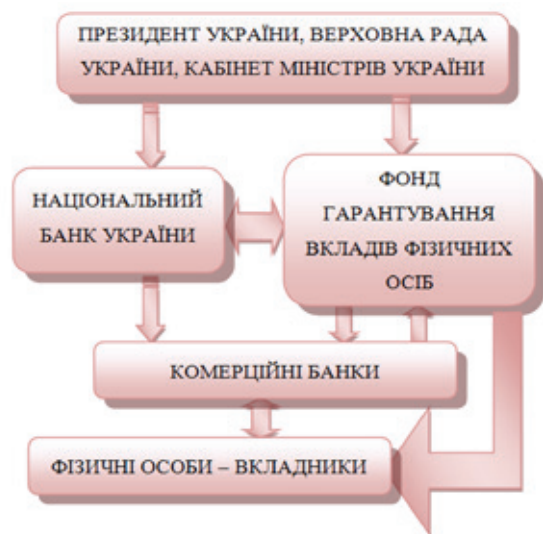 ПРЕЗИДЕНТ УКРАЇНИ, ВЕРХОВНА РАДА
УКРАЇНИ, КАБІНЕТ МІНІСТРІВ УКРАЇНИ
НАЦІОНАЛЬНИЙ
БАНК УКРАЇНИ
ФОНД
ГАРАНТУВАННЯ
ВКЛАДІВ ФІЗИЧНИХ
ОСІБ
КОМЕРЦІЙНІ БАНКИ
ФІЗИЧНІ ОСОБИ – ВКЛАДНИКИ